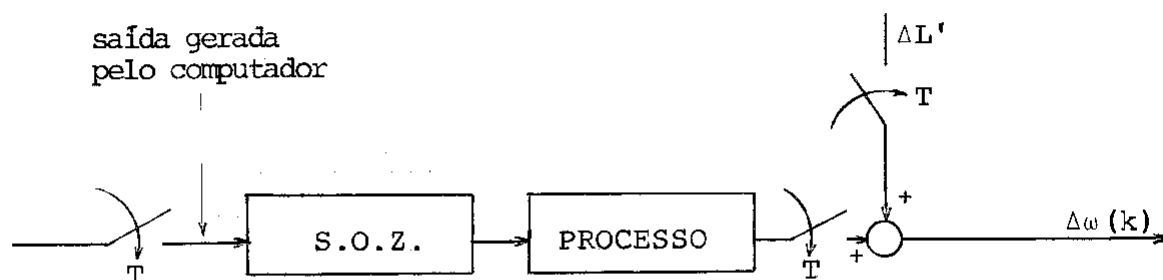 saída gerada
pelo computador
ΔL'
T
T
S.O.Z.
PROCESSO
T
+
+
Δω(k)